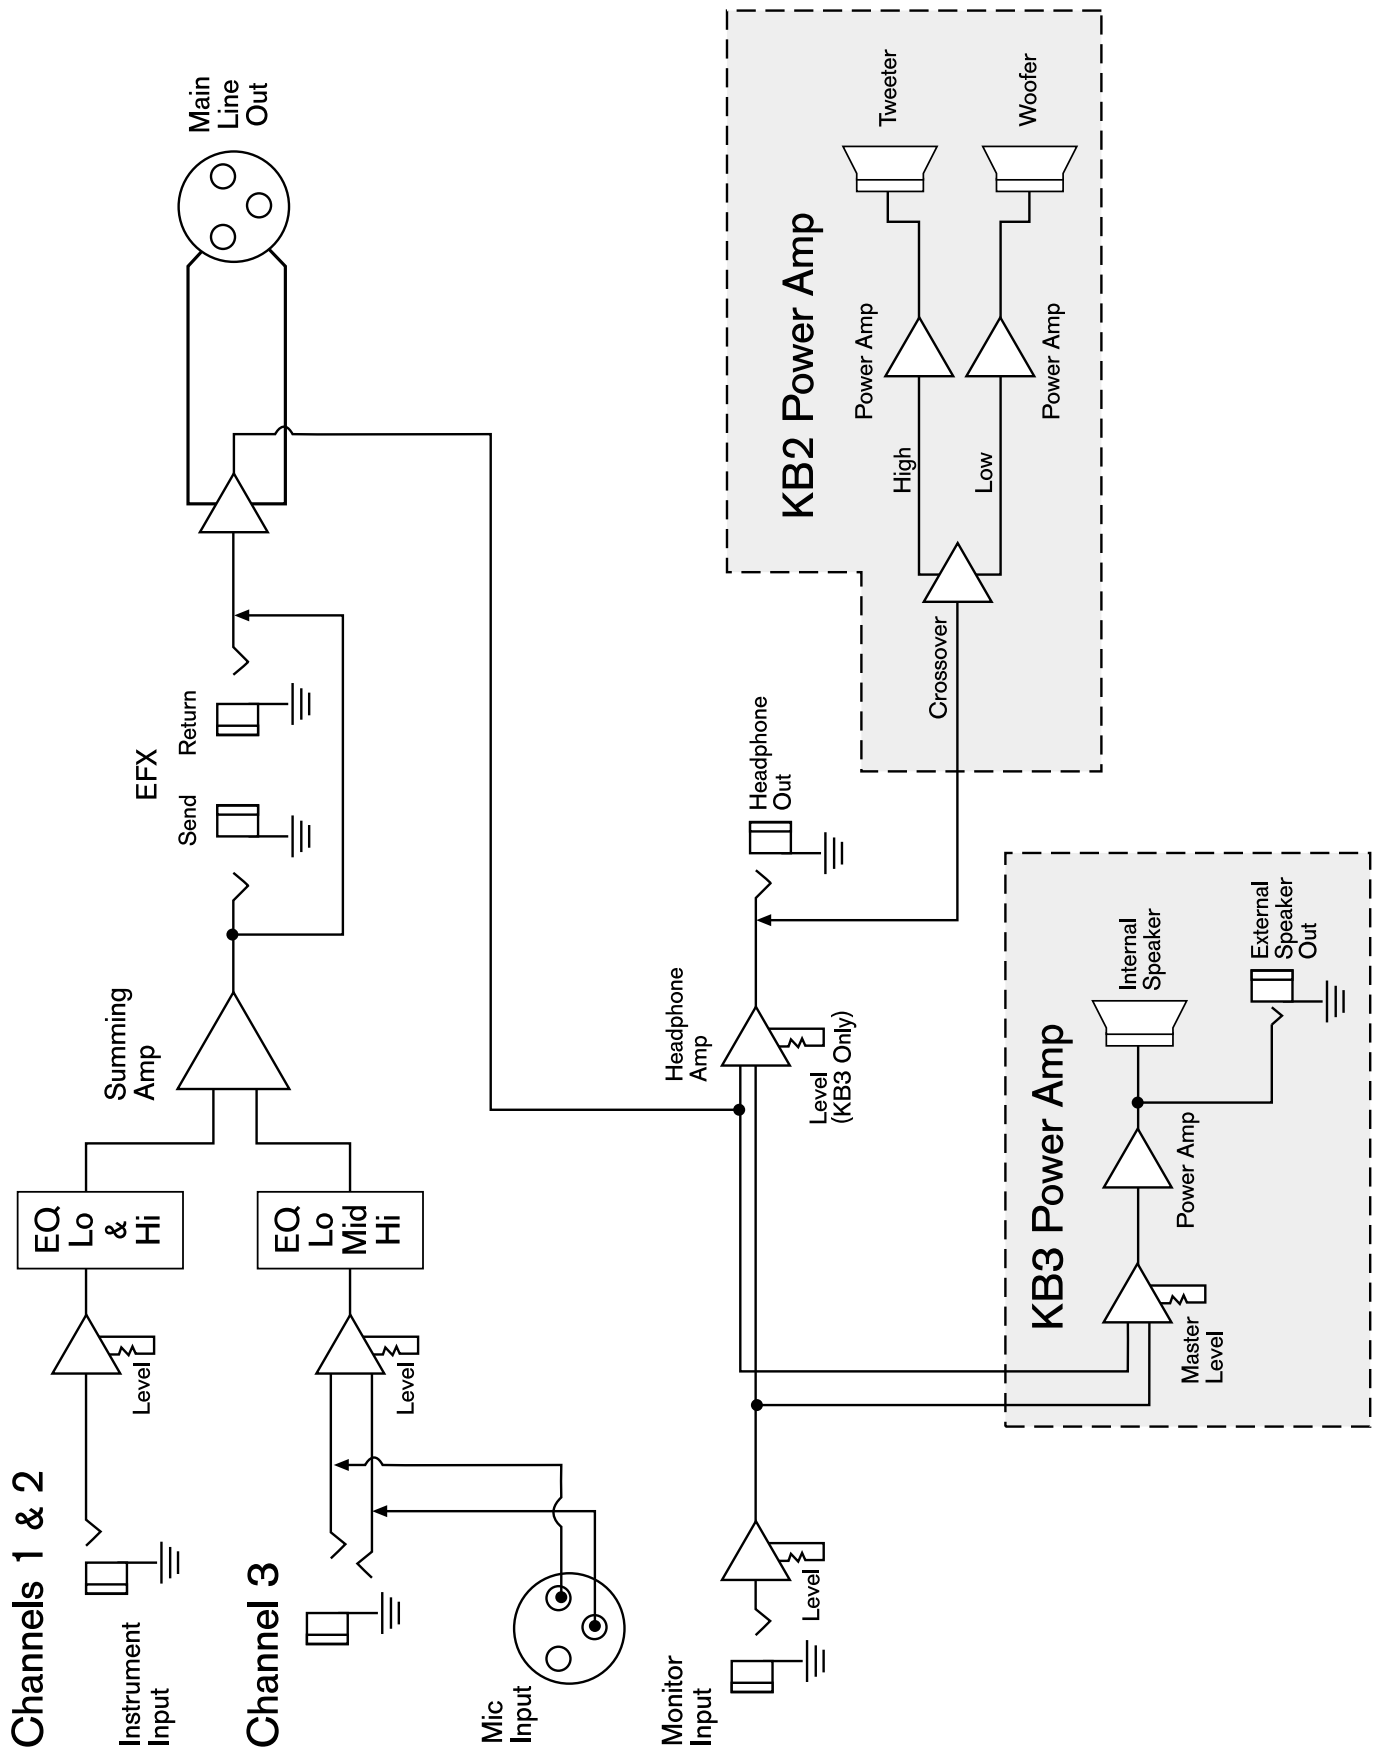 Channels 1 & 2
Instrument
Input
Level
EQ
Lo
&
Hi
Channel 3
Level
EQ
Lo
Mid
Hi
Summing
Amp
EFX
Send
Return
Main
Line
Out
Mic
Input
Monitor
Input
Level
Headphone
Amp
Level
(KB3 Only)
Headphone
Out
KB2 Power Amp
Crossover
High
Low
Power Amp
Power Amp
Tweeter
Woofer
KB3 Power Amp
Master
Level
Power Amp
Internal
Speaker
External
Speaker
Out